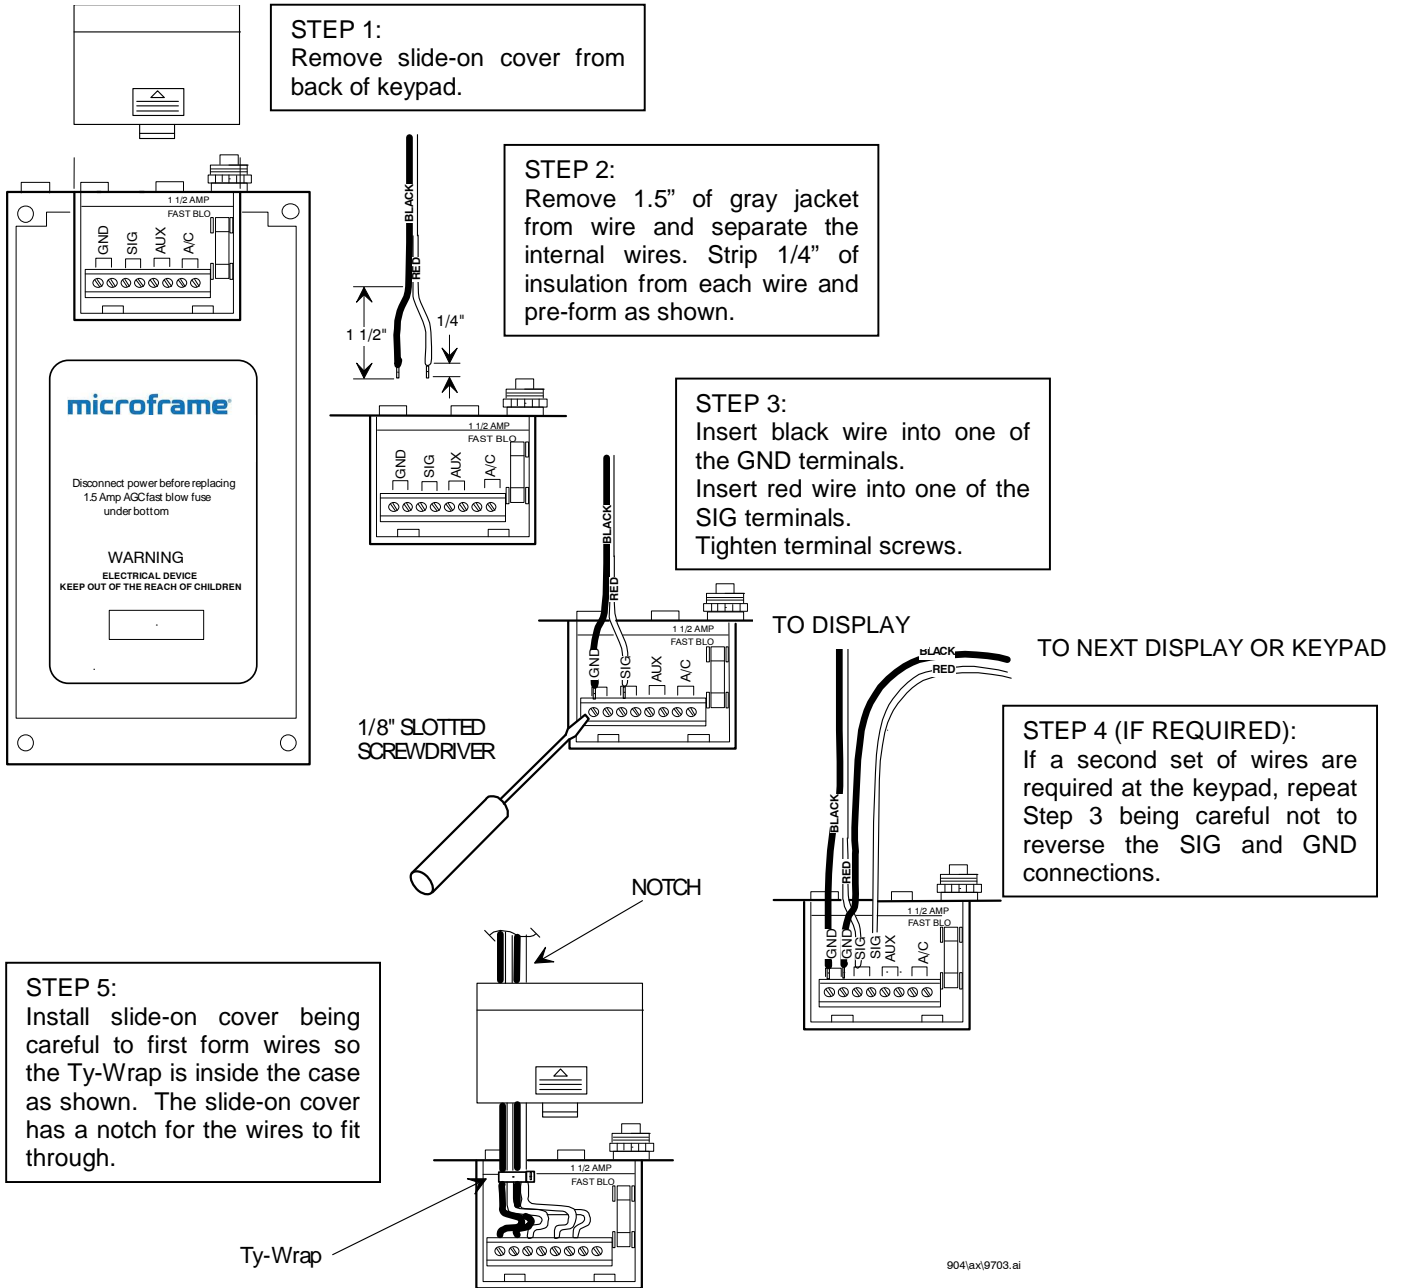 STEP 1:
Remove slide-on cover from
back of keypad.
1 1/2 AMP
FAST BLO
GND
SIG
AUX
A/C
microframe
Disconnect power before replacing
1.5 Amp AGC fast blow fuse
under bottom
WARNING
ELECTRICAL DEVICE
KEEP OUT OF THE REACH OF CHILDREN
BLACK
RED
1 1/2"
1/4"
STEP 2:
Remove 1.5” of gray jacket
from wire and separate the
internal wires. Strip 1/4” of
insulation from each wire and
pre-form as shown.
1 1/2 AMP
FAST BLO
GND
SIG
AUX
A/C
STEP 3:
Insert black wire into one of
the GND terminals.
Insert red wire into one of the
SIG terminals.
Tighten terminal screws.
BLACK
RED
1 1/2 AMP
FAST BLO
GND
SIG
AUX
A/C
1/8" SLOTTED
SCREWDRIVER
TO DISPLAY
BLACK
RED
TO NEXT DISPLAY OR KEYPAD
STEP 4 (IF REQUIRED):
If a second set of wires are
required at the keypad, repeat
Step 3 being careful not to
reverse the SIG and GND
connections.
BLACK
RED
1 1/2 AMP
FAST BLO
GND
GND
SIG
SIG
AUX
A/C
NOTCH
STEP 5:
Install slide-on cover being
careful to first form wires so
the Ty-Wrap is inside the case
as shown. The slide-on cover
has a notch for the wires to fit
through.
1 1/2 AMP
FAST BLO
Ty-Wrap
904\ax\9703.ai